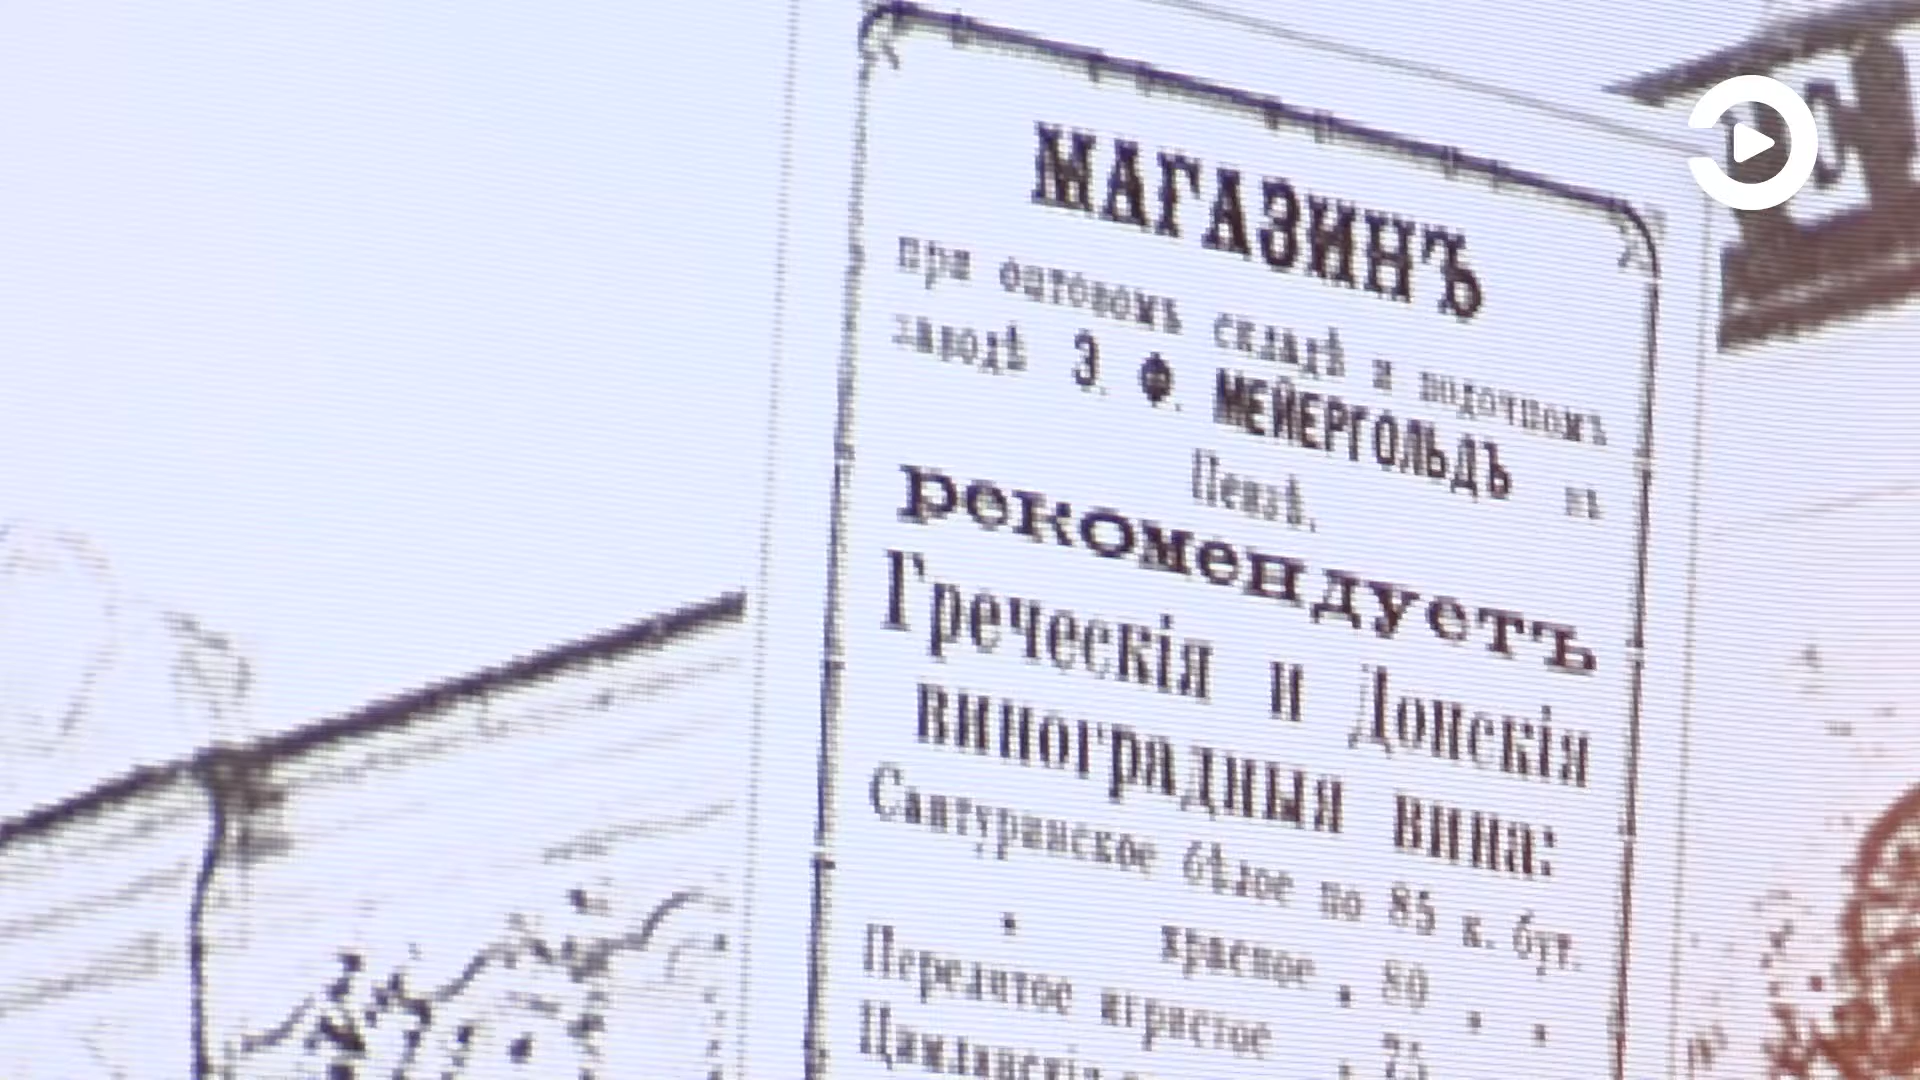 МАГАЗИНЪ
при оптовомъ складѣ и водочномъ
заводѣ Э. Ф. МЕЙЕРГОЛЬДЪ въ
Пензѣ.
рекомендуетъ
Греческія и Донскія
виноградныя вина:
Сантуринское бѣлое по 85 к. бут.
" красное " 80 " "
игристое " 75